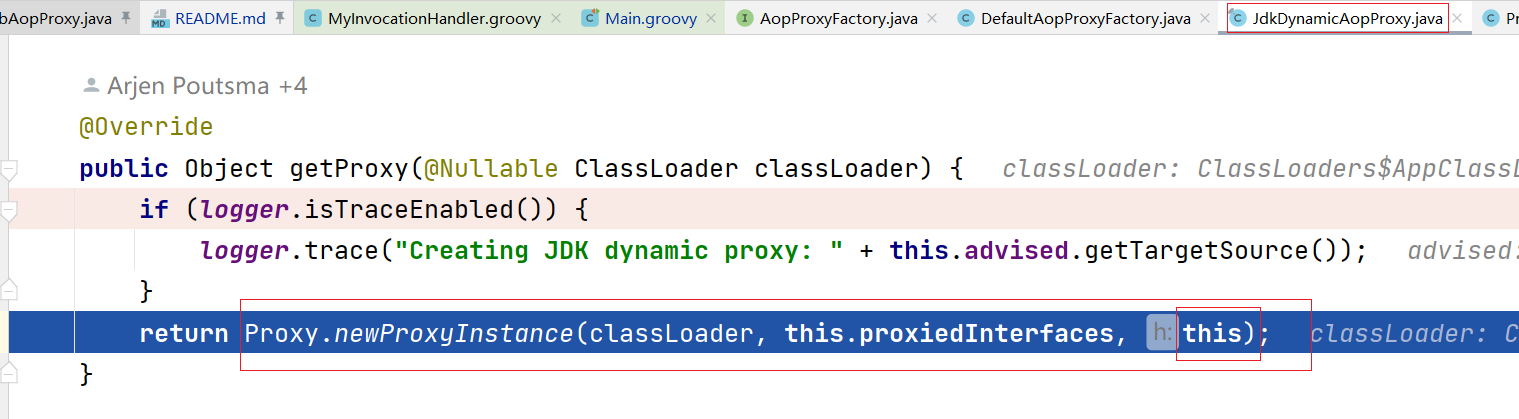 bAopProxy.java README.md MyInvocationHandler.groovy Main.groovy AopProxyFactory.java DefaultAopProxyFactory.java JdkDynamicAopProxy.java Pr
Arjen Poutsma +4
@Override
public Object getProxy(@Nullable ClassLoader classLoader) { classLoader: ClassLoaders$AppClassL
if (logger.isTraceEnabled()) {
logger.trace("Creating JDK dynamic proxy: " + this.advised.getTargetSource()); advised:
}
return Proxy.newProxyInstance(classLoader, this.proxiedInterfaces, h: this); classLoader: C
}